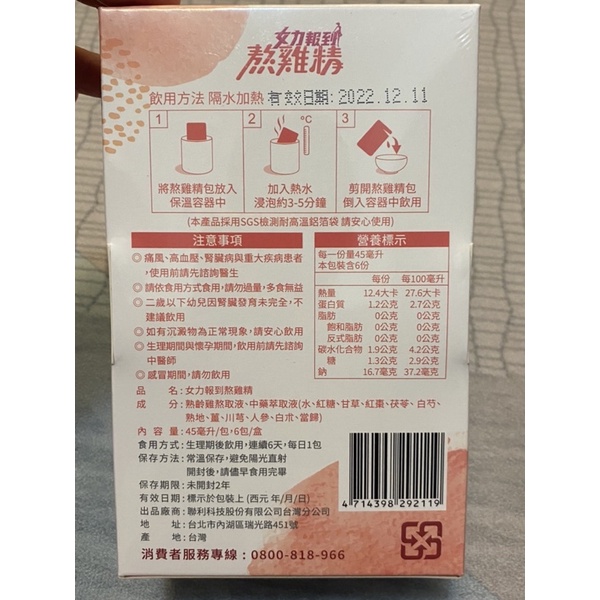 女力報到
熬雞精
飲用方法 隔水加熱 有效日期: 2022.12.11
1 2 °C 3
將熬雞精包放入
保溫容器中
加入熱水
浸泡約3-5分鐘
剪開熬雞精包
倒入容器中飲用
(本產品採用SGS檢測耐高溫鋁箔袋 請安心使用)
注意事項
◎痛風、高血壓、腎臟病與重大疾病患者
，使用前請先諮詢醫生
◎請依食用方式食用，請勿過量，多食無益
◎二歲以下幼兒因腎臟發育未完全，不
建議飲用
◎如有沉澱物為正常現象，請安心飲用
◎生理期間與懷孕期間，飲用前請先諮詢
中醫師
◎感冒期間，請勿飲用
營養標示
每一份量45毫升
本包裝含6份
每份 每100毫升
熱量 12.4大卡 27.6大卡
蛋白質 1.2公克 2.7公克
脂肪 0公克 0公克
飽和脂肪 0公克 0公克
反式脂肪 0公克 0公克
碳水化合物 1.9公克 4.2公克
糖 1.3公克 2.9公克
鈉 16.7毫克 37.2毫克
品 名：女力報到熬雞精
成 分：熟齡雞熬取液、中藥萃取液(水、紅糖、甘草、紅棗、茯苓、白芍、
熟地、薑、川芎、人參、白朮、當歸)
內 容 量：45毫升/包，6包/盒
食用方式：生理期後飲用，連續6天，每日1包
保存方法：常溫保存，避免陽光直射
開封後，請儘早食用完畢
保存期限：未開封2年
有效日期：標示於包裝上 (西元 年/月/日)
出品廠商：聯利科技股份有限公司台灣分公司
地 址：台北市內湖區瑞光路451號
產 地：台灣
消費者服務專線：0800-818-966
4 714398 292119